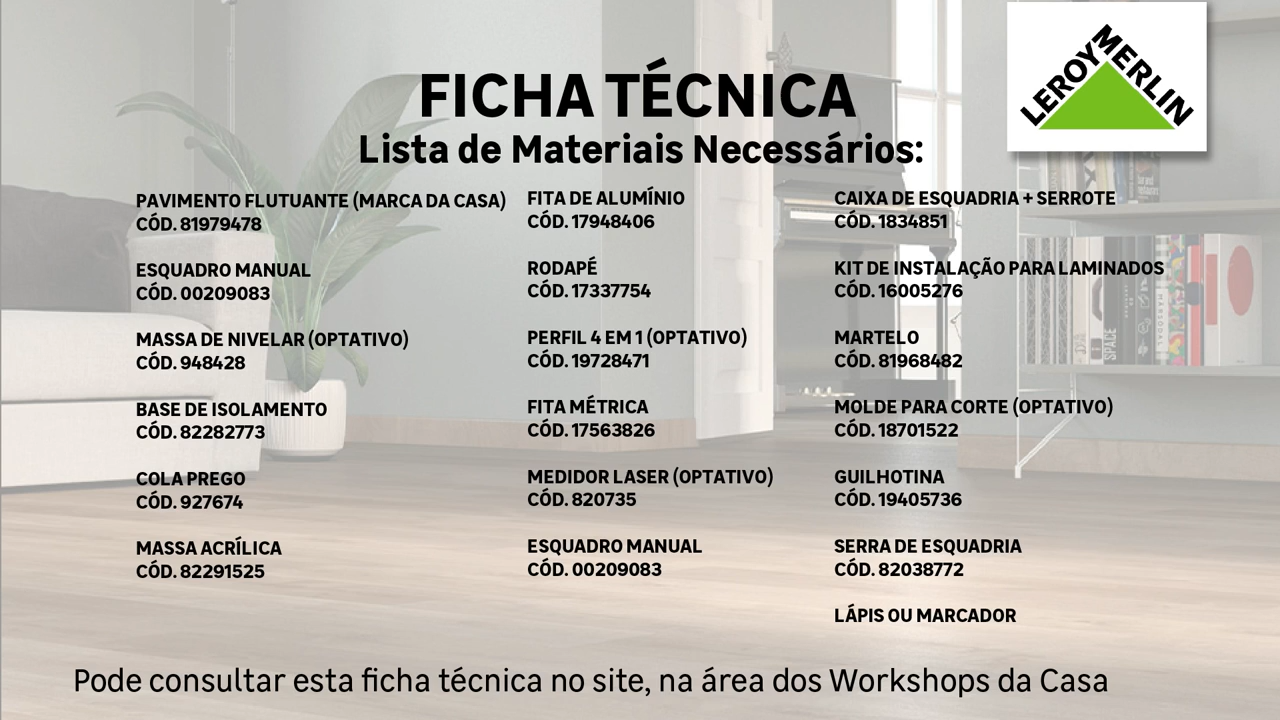 LEROY MERLIN
FICHA TÉCNICA
Lista de Materiais Necessários:
PAVIMENTO FLUTUANTE (MARCA DA CASA)
CÓD. 81979478
ESQUADRO MANUAL
CÓD. 00209083
MASSA DE NIVELAR (OPTATIVO)
CÓD. 948428
BASE DE ISOLAMENTO
CÓD. 82282773
COLA PREGO
CÓD. 927674
MASSA ACRÍLICA
CÓD. 82291525
FITA DE ALUMÍNIO
CÓD. 17948406
RODAPÉ
CÓD. 17337754
PERFIL 4 EM 1 (OPTATIVO)
CÓD. 19728471
FITA MÉTRICA
CÓD. 17563826
MEDIDOR LASER (OPTATIVO)
CÓD. 820735
ESQUADRO MANUAL
CÓD. 00209083
CAIXA DE ESQUADRIA + SERROTE
CÓD. 1834851
KIT DE INSTALAÇÃO PARA LAMINADOS
CÓD. 16005276
MARTELO
CÓD. 81968482
MOLDE PARA CORTE (OPTATIVO)
CÓD. 18701522
GUILHOTINA
CÓD. 19405736
SERRA DE ESQUADRIA
CÓD. 82038772
LÁPIS OU MARCADOR
SPACE
Pode consultar esta ficha técnica no site, na área dos Workshops da Casa